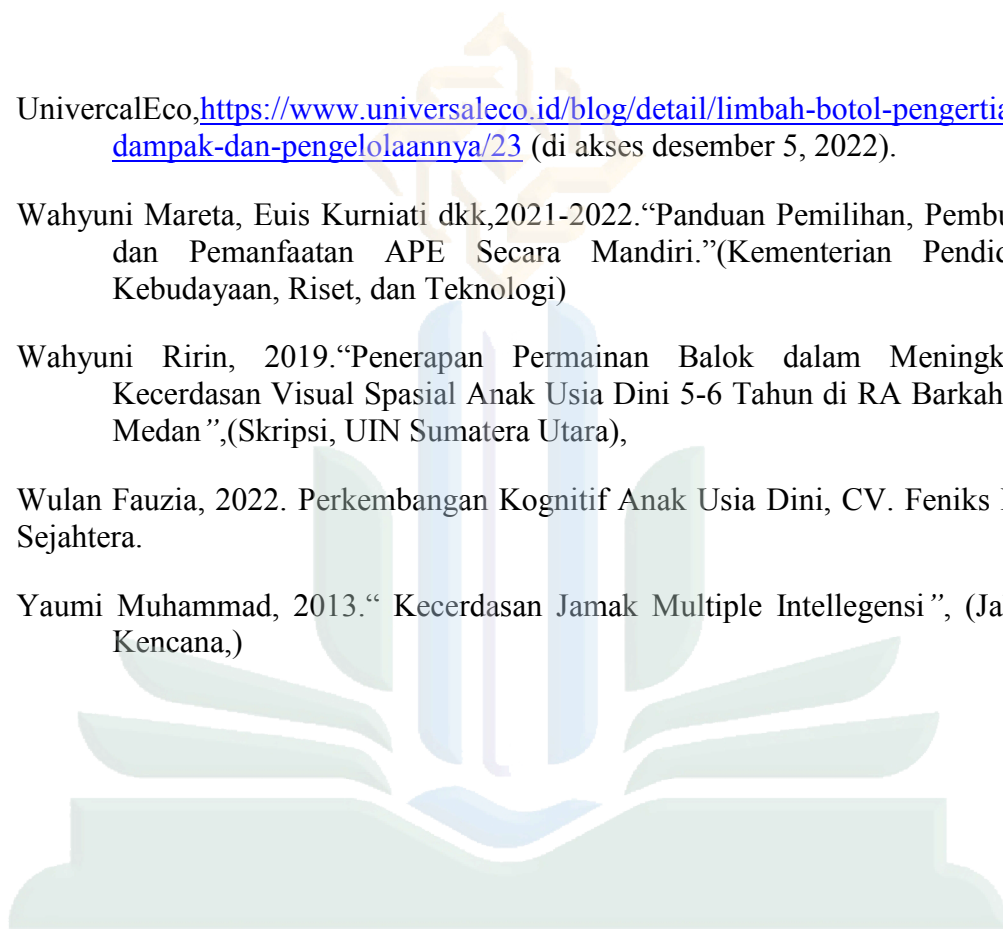 UnivercalEco,https://www.universaleco.id/blog/detail/limbah-botol-pengertia
dampak-dan-pengelolaannya/23 (di akses desember 5, 2022).
Wahyuni Mareta, Euis Kurniati dkk,2021-2022.“Panduan Pemilihan, Pembu
dan Pemanfaatan APE Secara Mandiri.”(Kementerian Pendid
Kebudayaan, Riset, dan Teknologi)
Wahyuni Ririn, 2019.“Penerapan Permainan Balok dalam Meningk
Kecerdasan Visual Spasial Anak Usia Dini 5-6 Tahun di RA Barkah
Medan”,(Skripsi, UIN Sumatera Utara),
Wulan Fauzia, 2022. Perkembangan Kognitif Anak Usia Dini, CV. Feniks
Sejahtera.
Yaumi Muhammad, 2013.“ Kecerdasan Jamak Multiple Intellegensi”, (Ja
Kencana,)